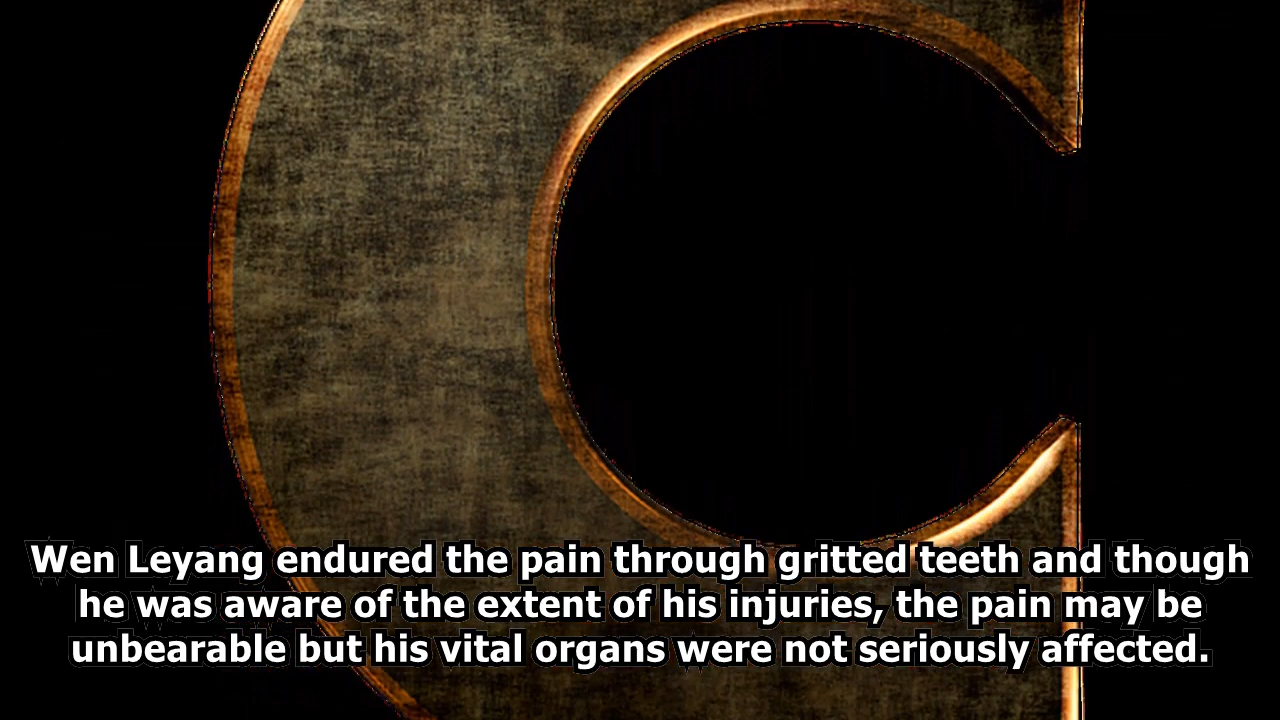 C
Wen Leyang endured the pain through gritted teeth and though
he was aware of the extent of his injuries, the pain may be
unbearable but his vital organs were not seriously affected.